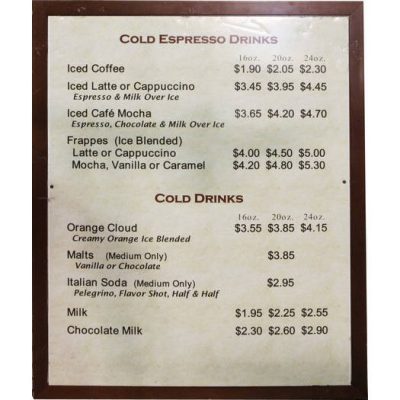 Cold Espresso Drinks
16oz. 20oz. 24oz.
Iced Coffee $1.90 $2.05 $2.30
Iced Latte or Cappuccino $3.45 $3.95 $4.45
Espresso & Milk Over Ice
Iced Café Mocha $3.65 $4.20 $4.70
Espresso, Chocolate & Milk Over Ice
Frappes (Ice Blended)
Latte or Cappuccino $4.00 $4.50 $5.00
Mocha, Vanilla or Caramel $4.20 $4.80 $5.30
Cold Drinks
16oz. 20oz. 24oz.
Orange Cloud $3.55 $3.85 $4.15
Creamy Orange Ice Blended
Malts (Medium Only) $3.85
Vanilla or Chocolate
Italian Soda (Medium Only) $2.95
Pelegrino, Flavor Shot, Half & Half
Milk $1.95 $2.25 $2.55
Chocolate Milk $2.30 $2.60 $2.90